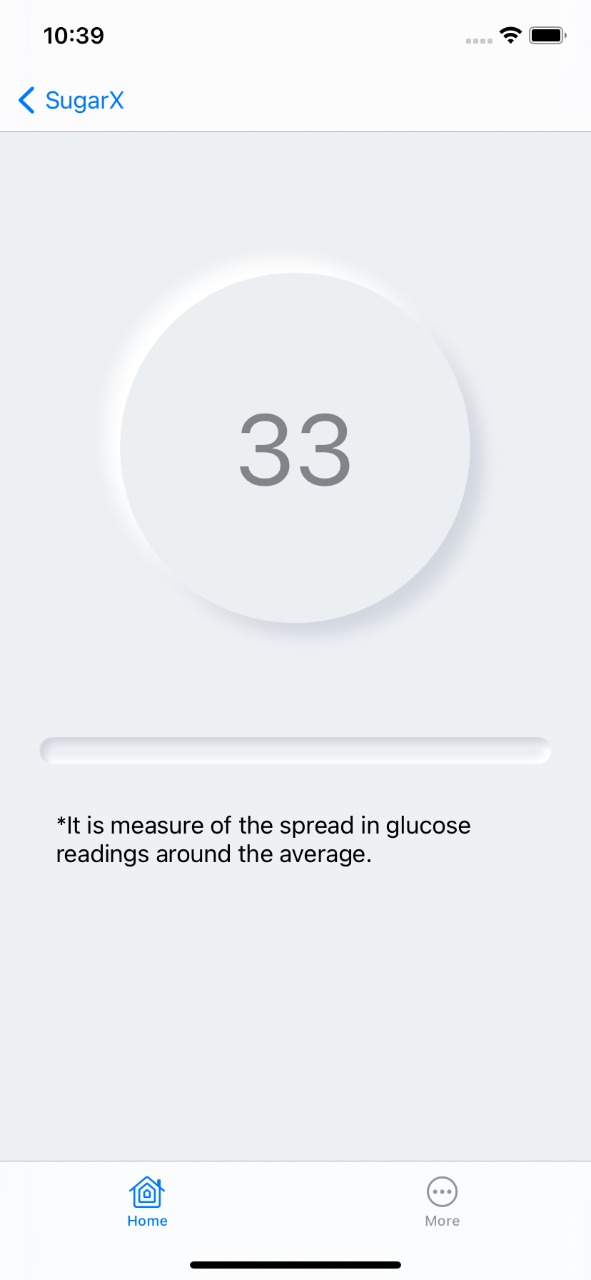 10:39
SugarX
33
*It is measure of the spread in glucose
readings around the average.
Home
More